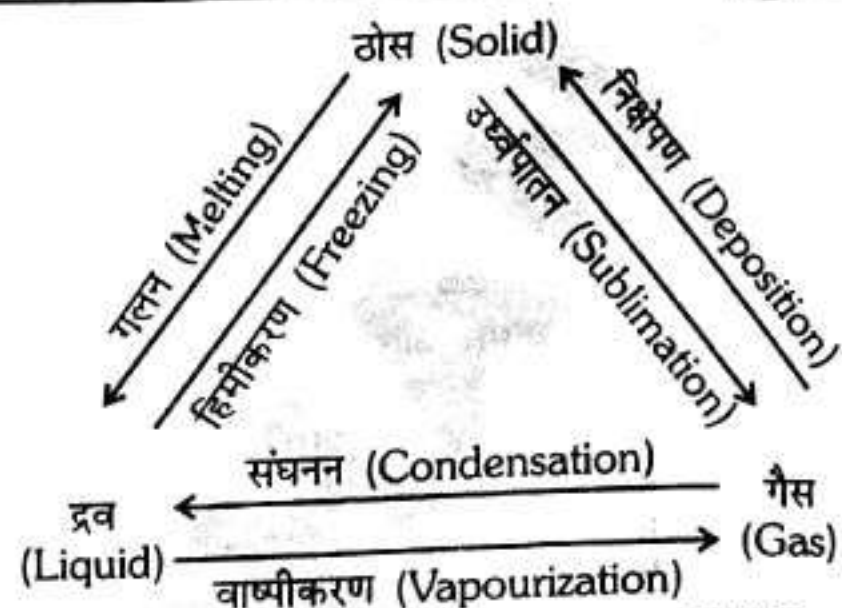 ठोस (Solid)
गलन (Melting)
हिमीकरण (Freezing)
उर्ध्वपातन (Sublimation)
निक्षेपण (Deposition)
संघनन (Condensation)
द्रव
(Liquid)
गैस
(Gas)
वाष्पीकरण (Vapourization)